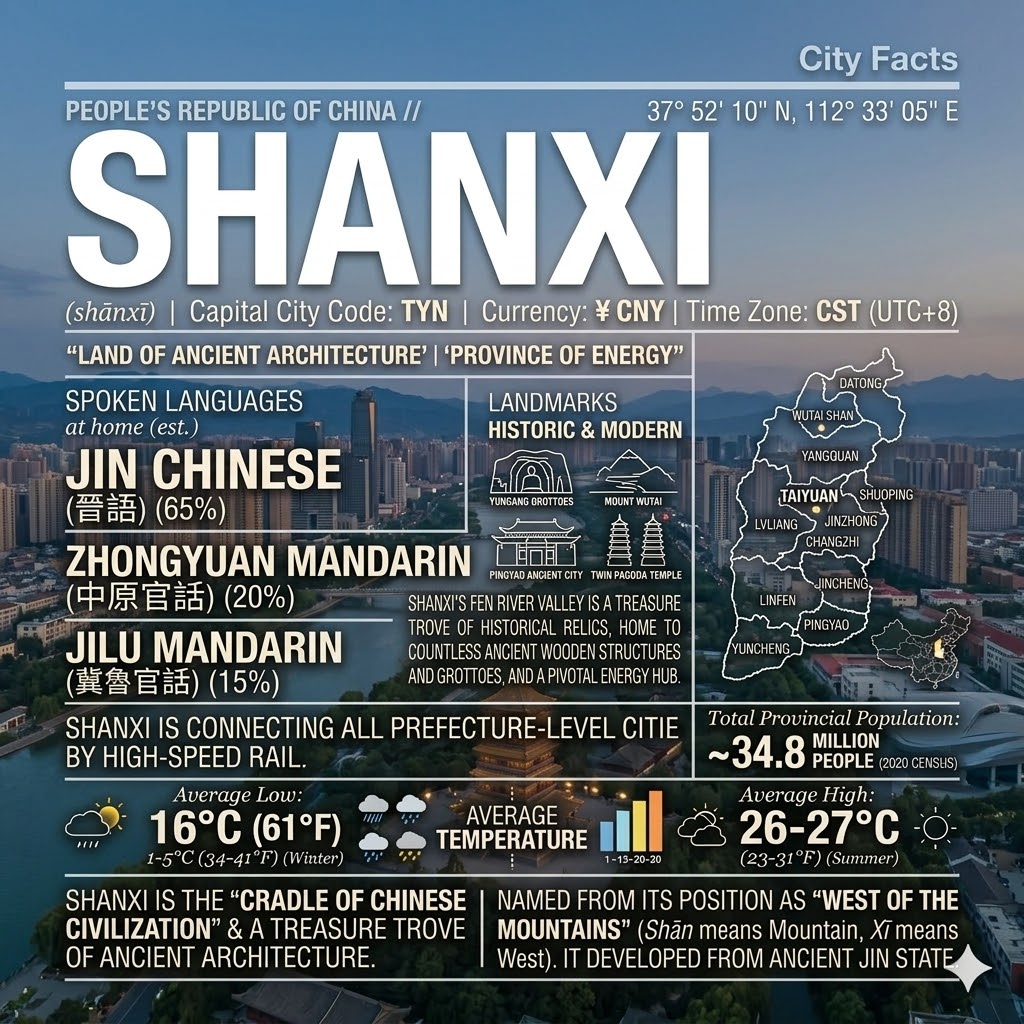 City Facts
PEOPLE'S REPUBLIC OF CHINA //
37° 52' 10" N, 112° 33' 05" E
SHANXI
(shānxī) | Capital City Code: TYN | Currency: ¥ CNY | Time Zone: CST (UTC+8)
"LAND OF ANCIENT ARCHITECTURE' | 'PROVINCE OF ENERGY"
SPOKEN LANGUAGES
at home (est.)
JIN CHINESE
(晉語) (65%)
ZHONGYUAN MANDARIN
(中原官話) (20%)
JILU MANDARIN
(冀魯官話) (15%)
LANDMARKS
HISTORIC & MODERN
YUNGANG GROTTOES
MOUNT WUTAI
PINGYAO ANCIENT CITY
TWIN PAGODA TEMPLE
SHANXI'S FEN RIVER VALLEY IS A TREASURE
TROVE OF HISTORICAL RELICS, HOME TO
COUNTLESS ANCIENT WOODEN STRUCTURES
AND GROTTOES, AND A PIVOTAL ENERGY HUB.
DATONG
WUTAI SHAN
YANGQUAN
TAIYUAN
SHUOPING
LVLIANG
JINZHONG
CHANGZHI
JINCHENG
LINFEN
PINGYAO
YUNCHENG
SHANXI IS CONNECTING ALL PREFECTURE-LEVEL CITIE
BY HIGH-SPEED RAIL.
Total Provincial Population:
~34.8 MILLION
PEOPLE (2020 CENSUS)
Average Low:
16°C (61°F)
1-5°C (34-41°F) (Winter)
AVERAGE
TEMPERATURE
1-13-20-20
Average High:
26-27°C
(23-31°F) (Summer)
SHANXI IS THE "CRADLE OF CHINESE
CIVILIZATION" & A TREASURE TROVE
OF ANCIENT ARCHITECTURE.
NAMED FROM ITS POSITION AS "WEST OF THE
MOUNTAINS" (Shān means Mountain, Xī means
West). IT DEVELOPED FROM ANCIENT JIN STATE.